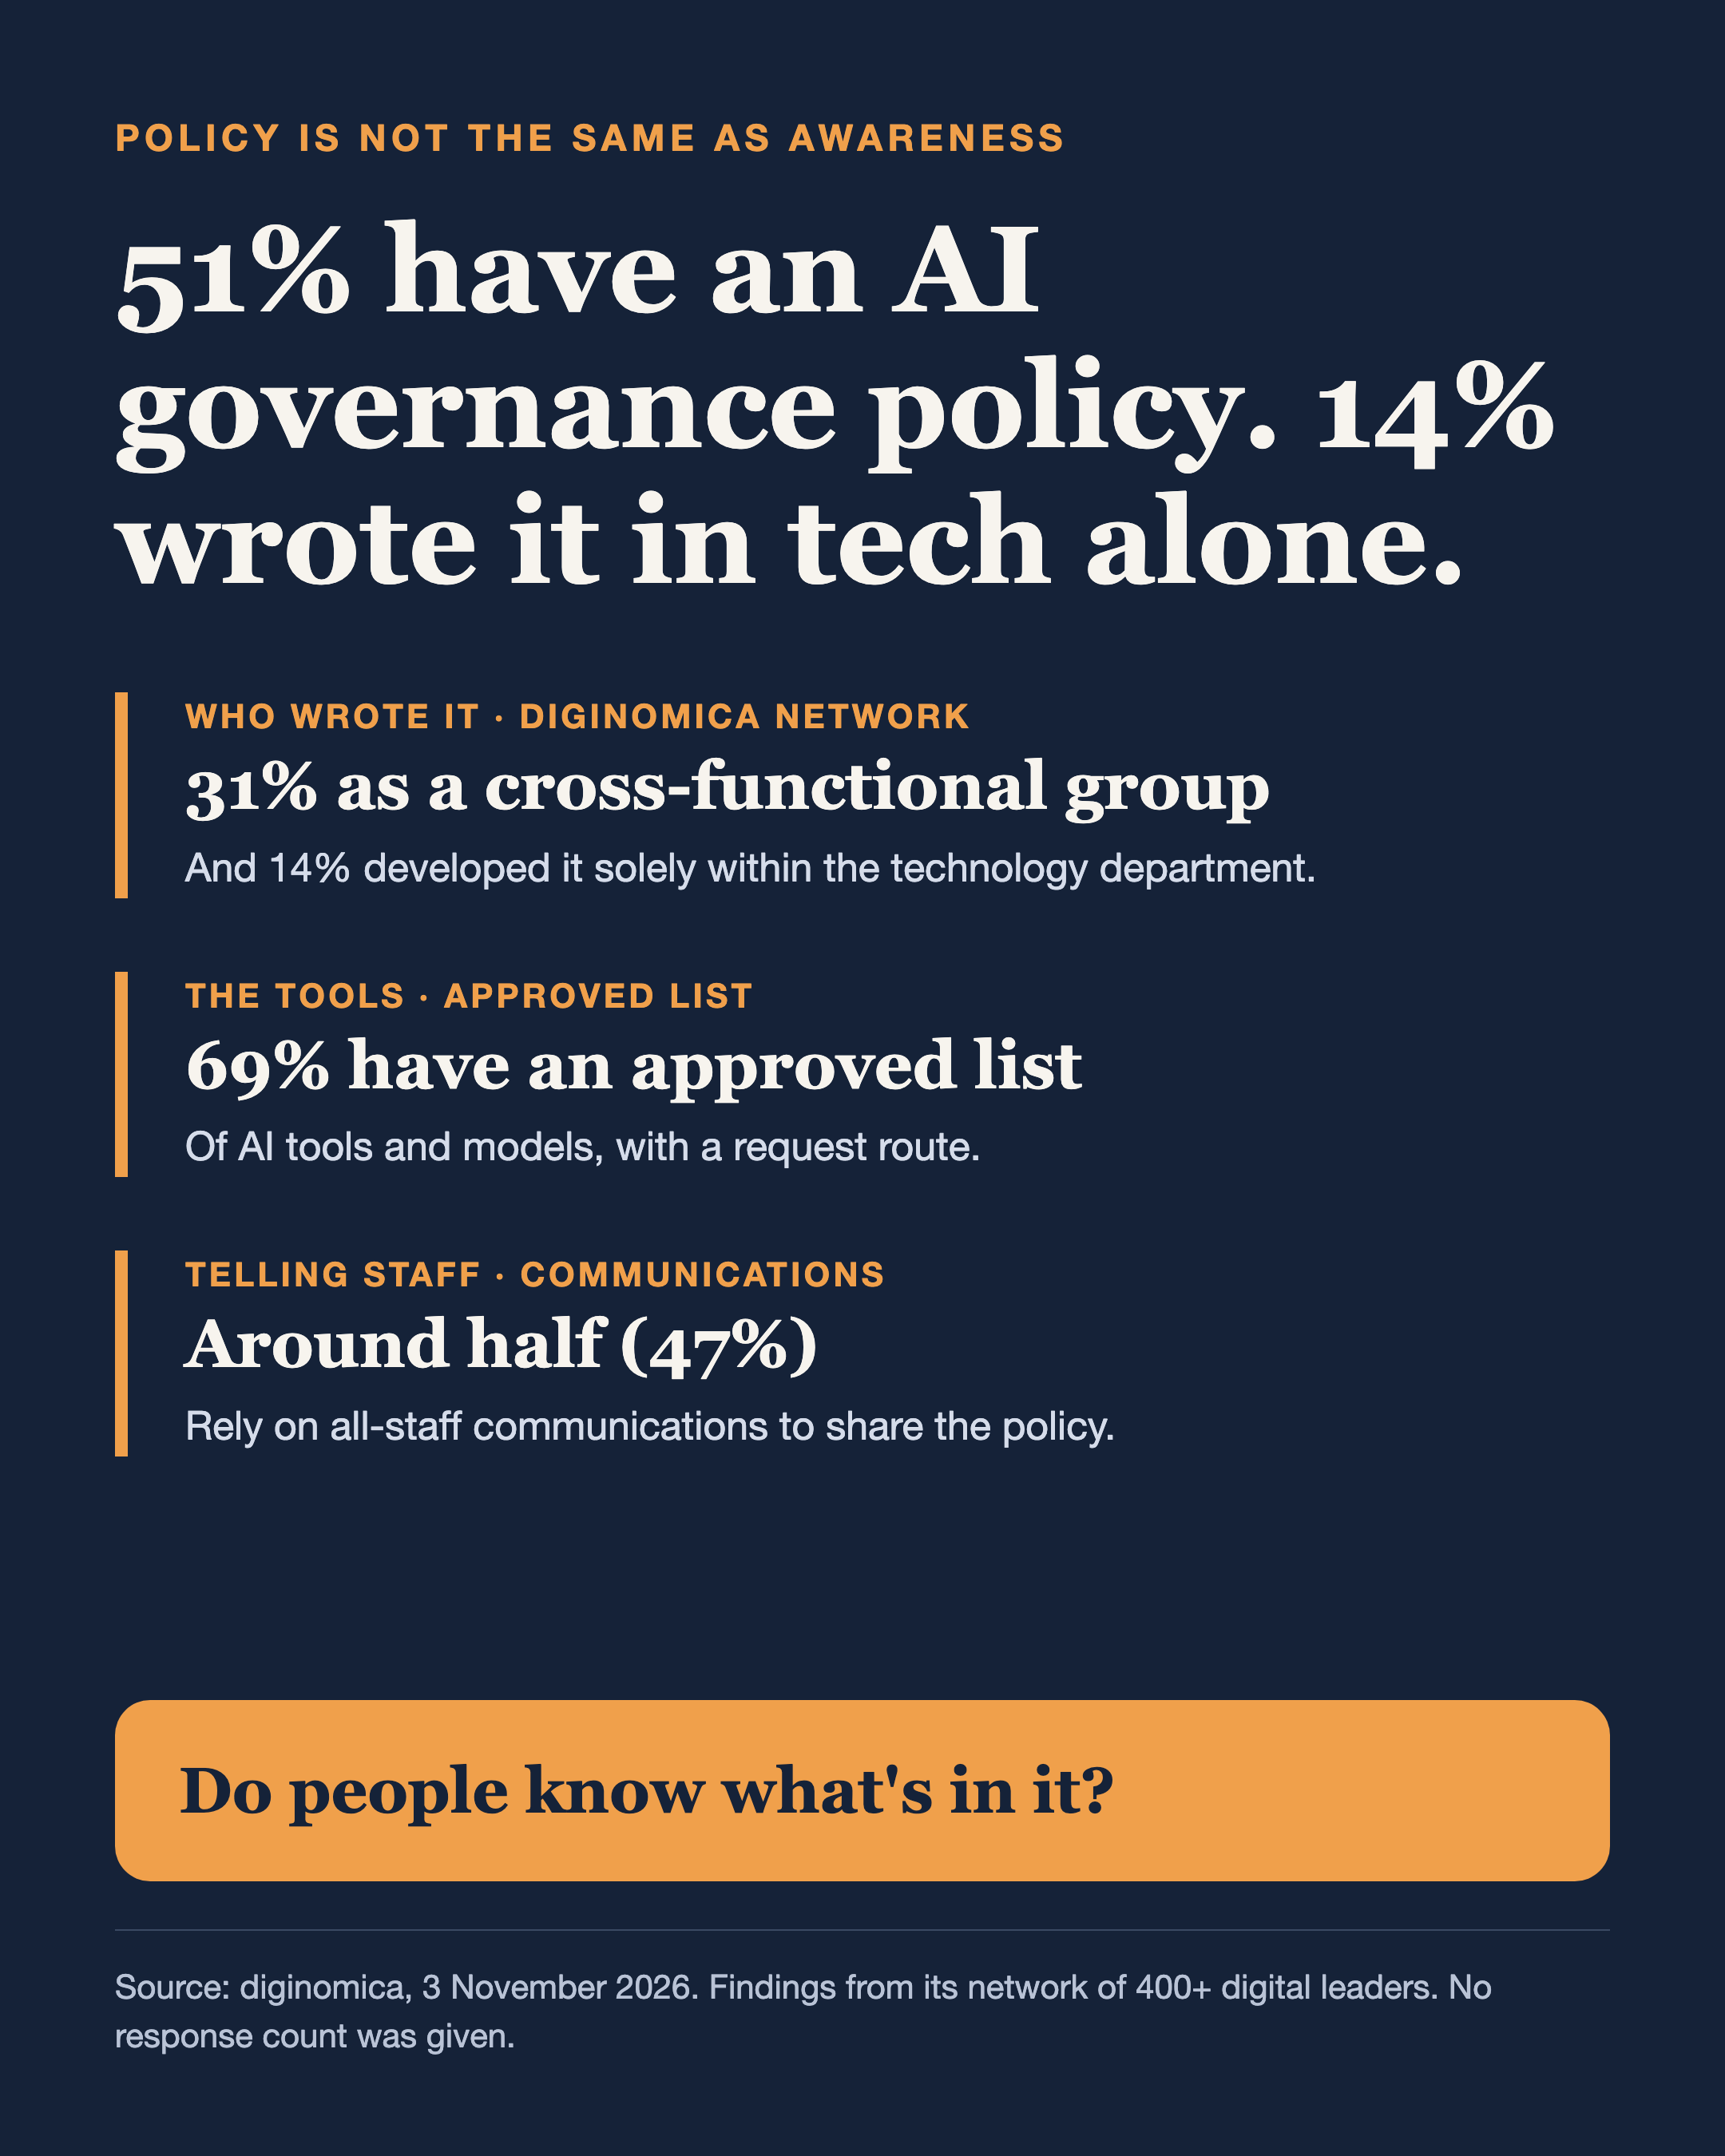 POLICY IS NOT THE SAME AS AWARENESS
51% have an AI
governance policy. 14%
wrote it in tech alone.
WHO WROTE IT · DIGINOMICA NETWORK
31% as a cross-functional group
And 14% developed it solely within the technology department.
THE TOOLS · APPROVED LIST
69% have an approved list
Of AI tools and models, with a request route.
TELLING STAFF · COMMUNICATIONS
Around half (47%)
Rely on all-staff communications to share the policy.
Do people know what's in it?
Source: diginomica, 3 November 2026. Findings from its network of 400+ digital leaders. No
response count was given.